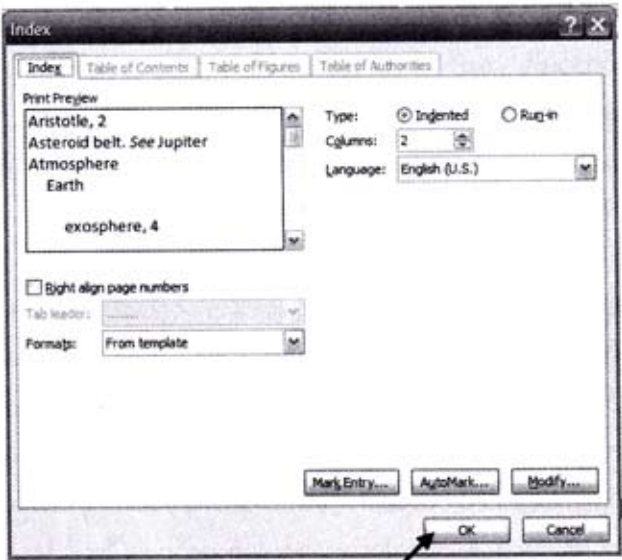 Index
Index Table of Contents Table of Figures Table of Authorities
Print Preview
Aristotle, 2
Asteroid belt. See Jupiter
Atmosphere
Earth
exosphere, 4
Type: Indented Run-in
Columns: 2
Language: English (U.S.)
Right align page numbers
Tab leader: .......
Formats: From template
Mark Entry... AutoMark... Modify...
OK Cancel